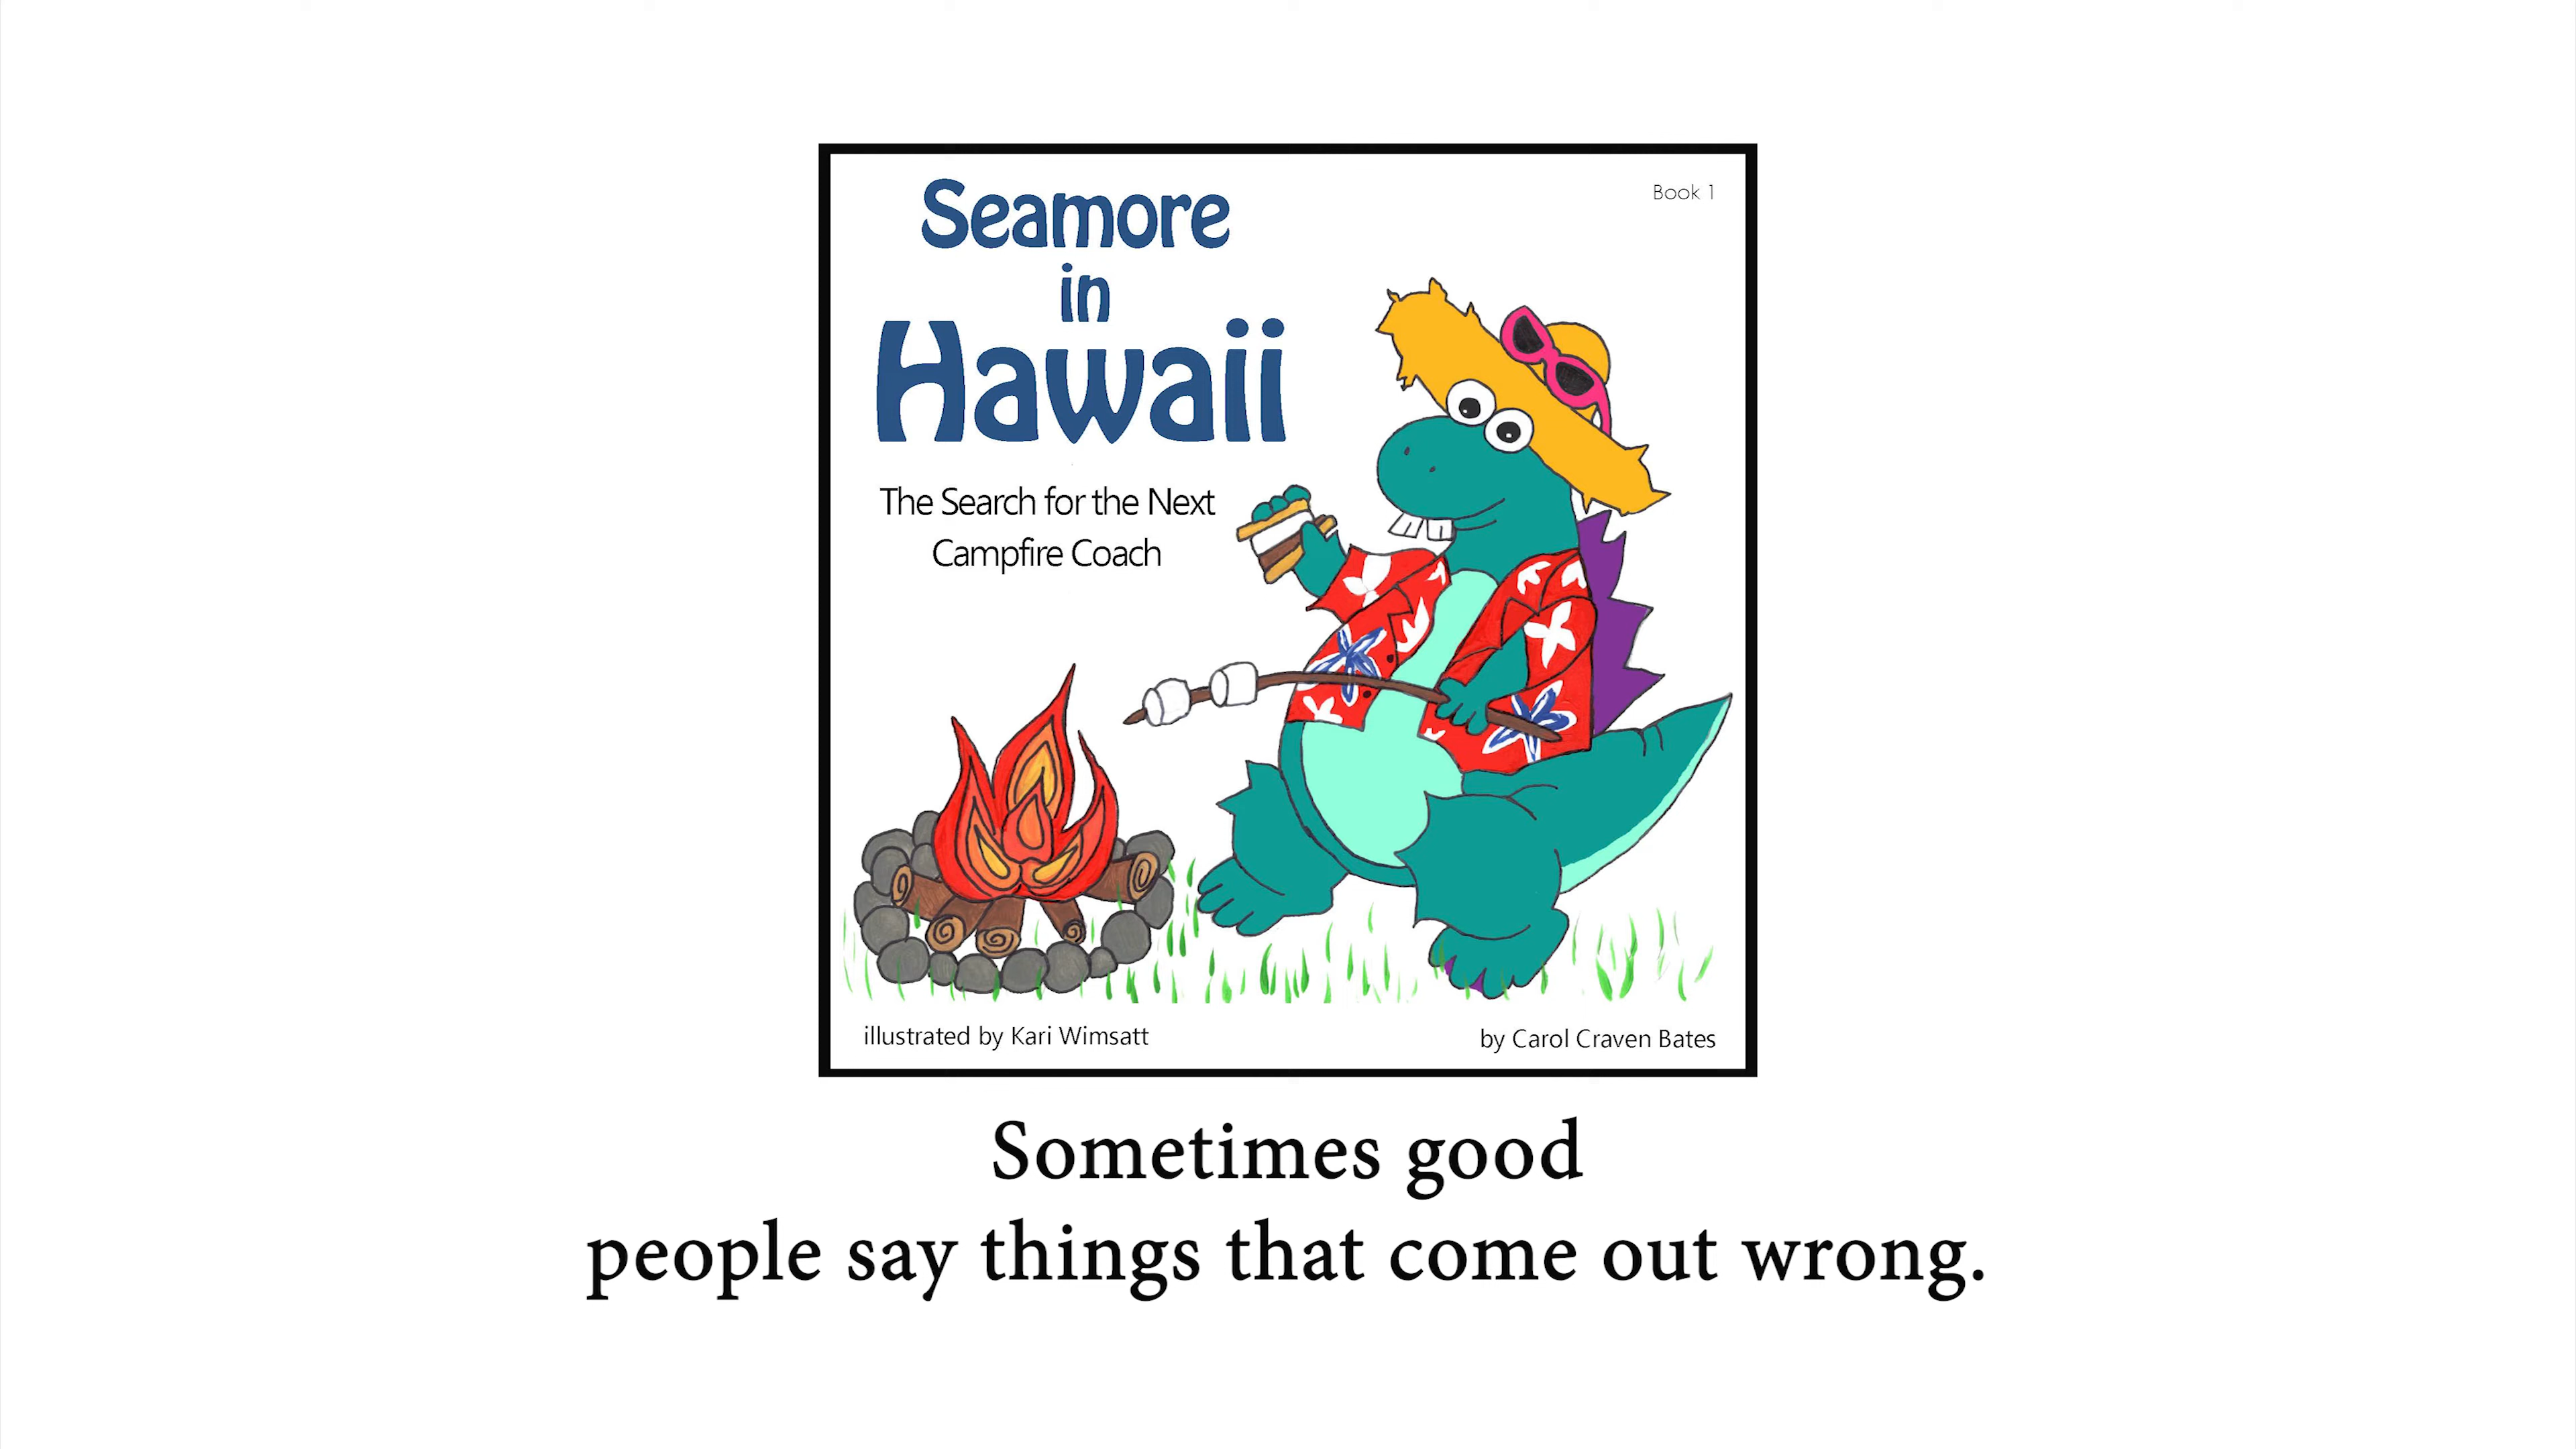 Seamore
in
Hawaii
Book 1
The Search for the Next
Campfire Coach
illustrated by Kari Wimsatt
by Carol Craven Bates
Sometimes good
people say things that come out wrong.